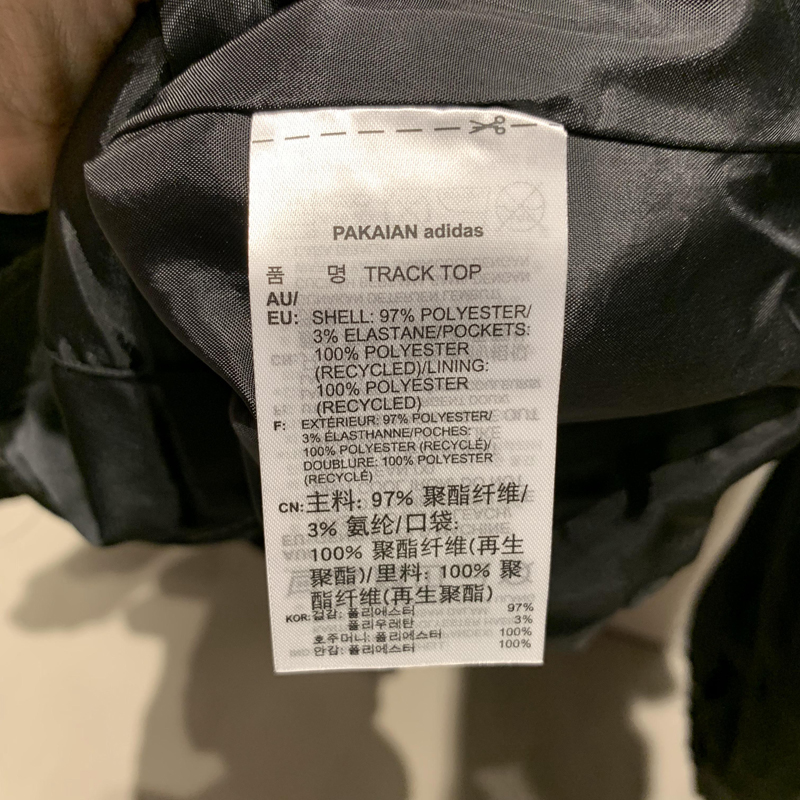 PAKAIAN adidas
품 명 TRACK TOP
AU/
EU: SHELL: 97% POLYESTER/
3% ELASTANE/POCKETS:
100% POLYESTER
(RECYCLED)/LINING:
100% POLYESTER
(RECYCLED)
F: EXTÉRIEUR: 97% POLYESTER/
3% ÉLASTHANNE/POCHES:
100% POLYESTER (RECYCLÉ)/
DOUBLURE: 100% POLYESTER
(RECYCLÉ)
CN: 主料: 97% 聚酯纤维/
3% 氨纶/口袋:
100% 聚酯纤维(再生
聚酯)/里料: 100% 聚
酯纤维(再生聚酯)
KOR: 겉감: 폴리에스터 97%
폴리우레탄 3%
호주머니: 폴리에스터 100%
안감: 폴리에스터 100%